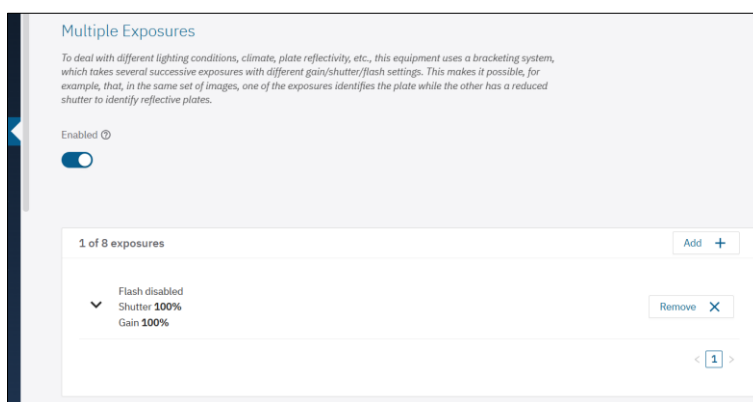 Multiple Exposures
To deal with different lighting conditions, climate, plate reflectivity, etc., this equipment uses a bracketing system,
which takes several successive exposures with different gain/shutter/flash settings. This makes it possible, for
example, that, in the same set of images, one of the exposures identifies the plate while the other has a reduced
shutter to identify reflective plates.
Enabled ?
1 of 8 exposures
Add +
Flash disabled
Shutter 100%
Gain 100%
Remove X
< 1 >